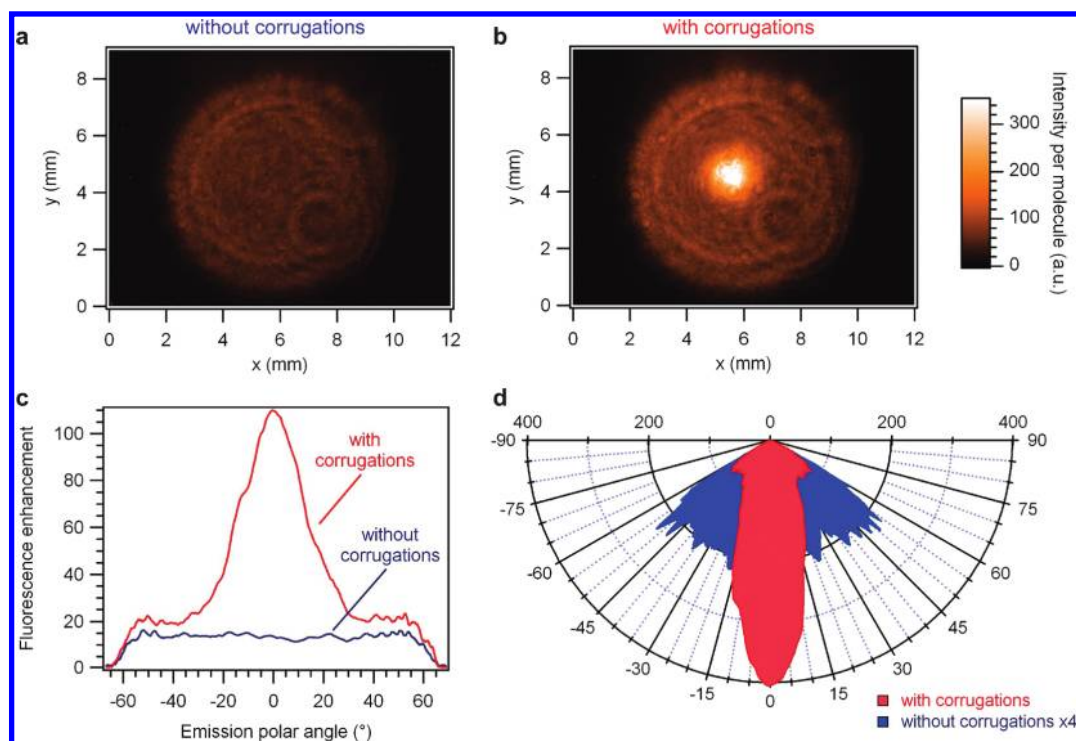 a
without corrugations
8
6
4
2
0
y (mm)
0 2 4 6 8 10 12
x (mm)
b
with corrugations
8
6
4
2
0
y (mm)
0 2 4 6 8 10 12
x (mm)
300
200
100
0
Intensity per molecule (a.u.)
c
100
80
60
40
20
0
Fluorescence enhancement
with
corrugations
without
corrugations
-60 -40 -20 0 20 40 60
Emission polar angle (°)
d
400 200 0 200 400
-90 90
-75 75
-60 60
-45 45
-30 30
-15 0 15
with corrugations
without corrugations x4